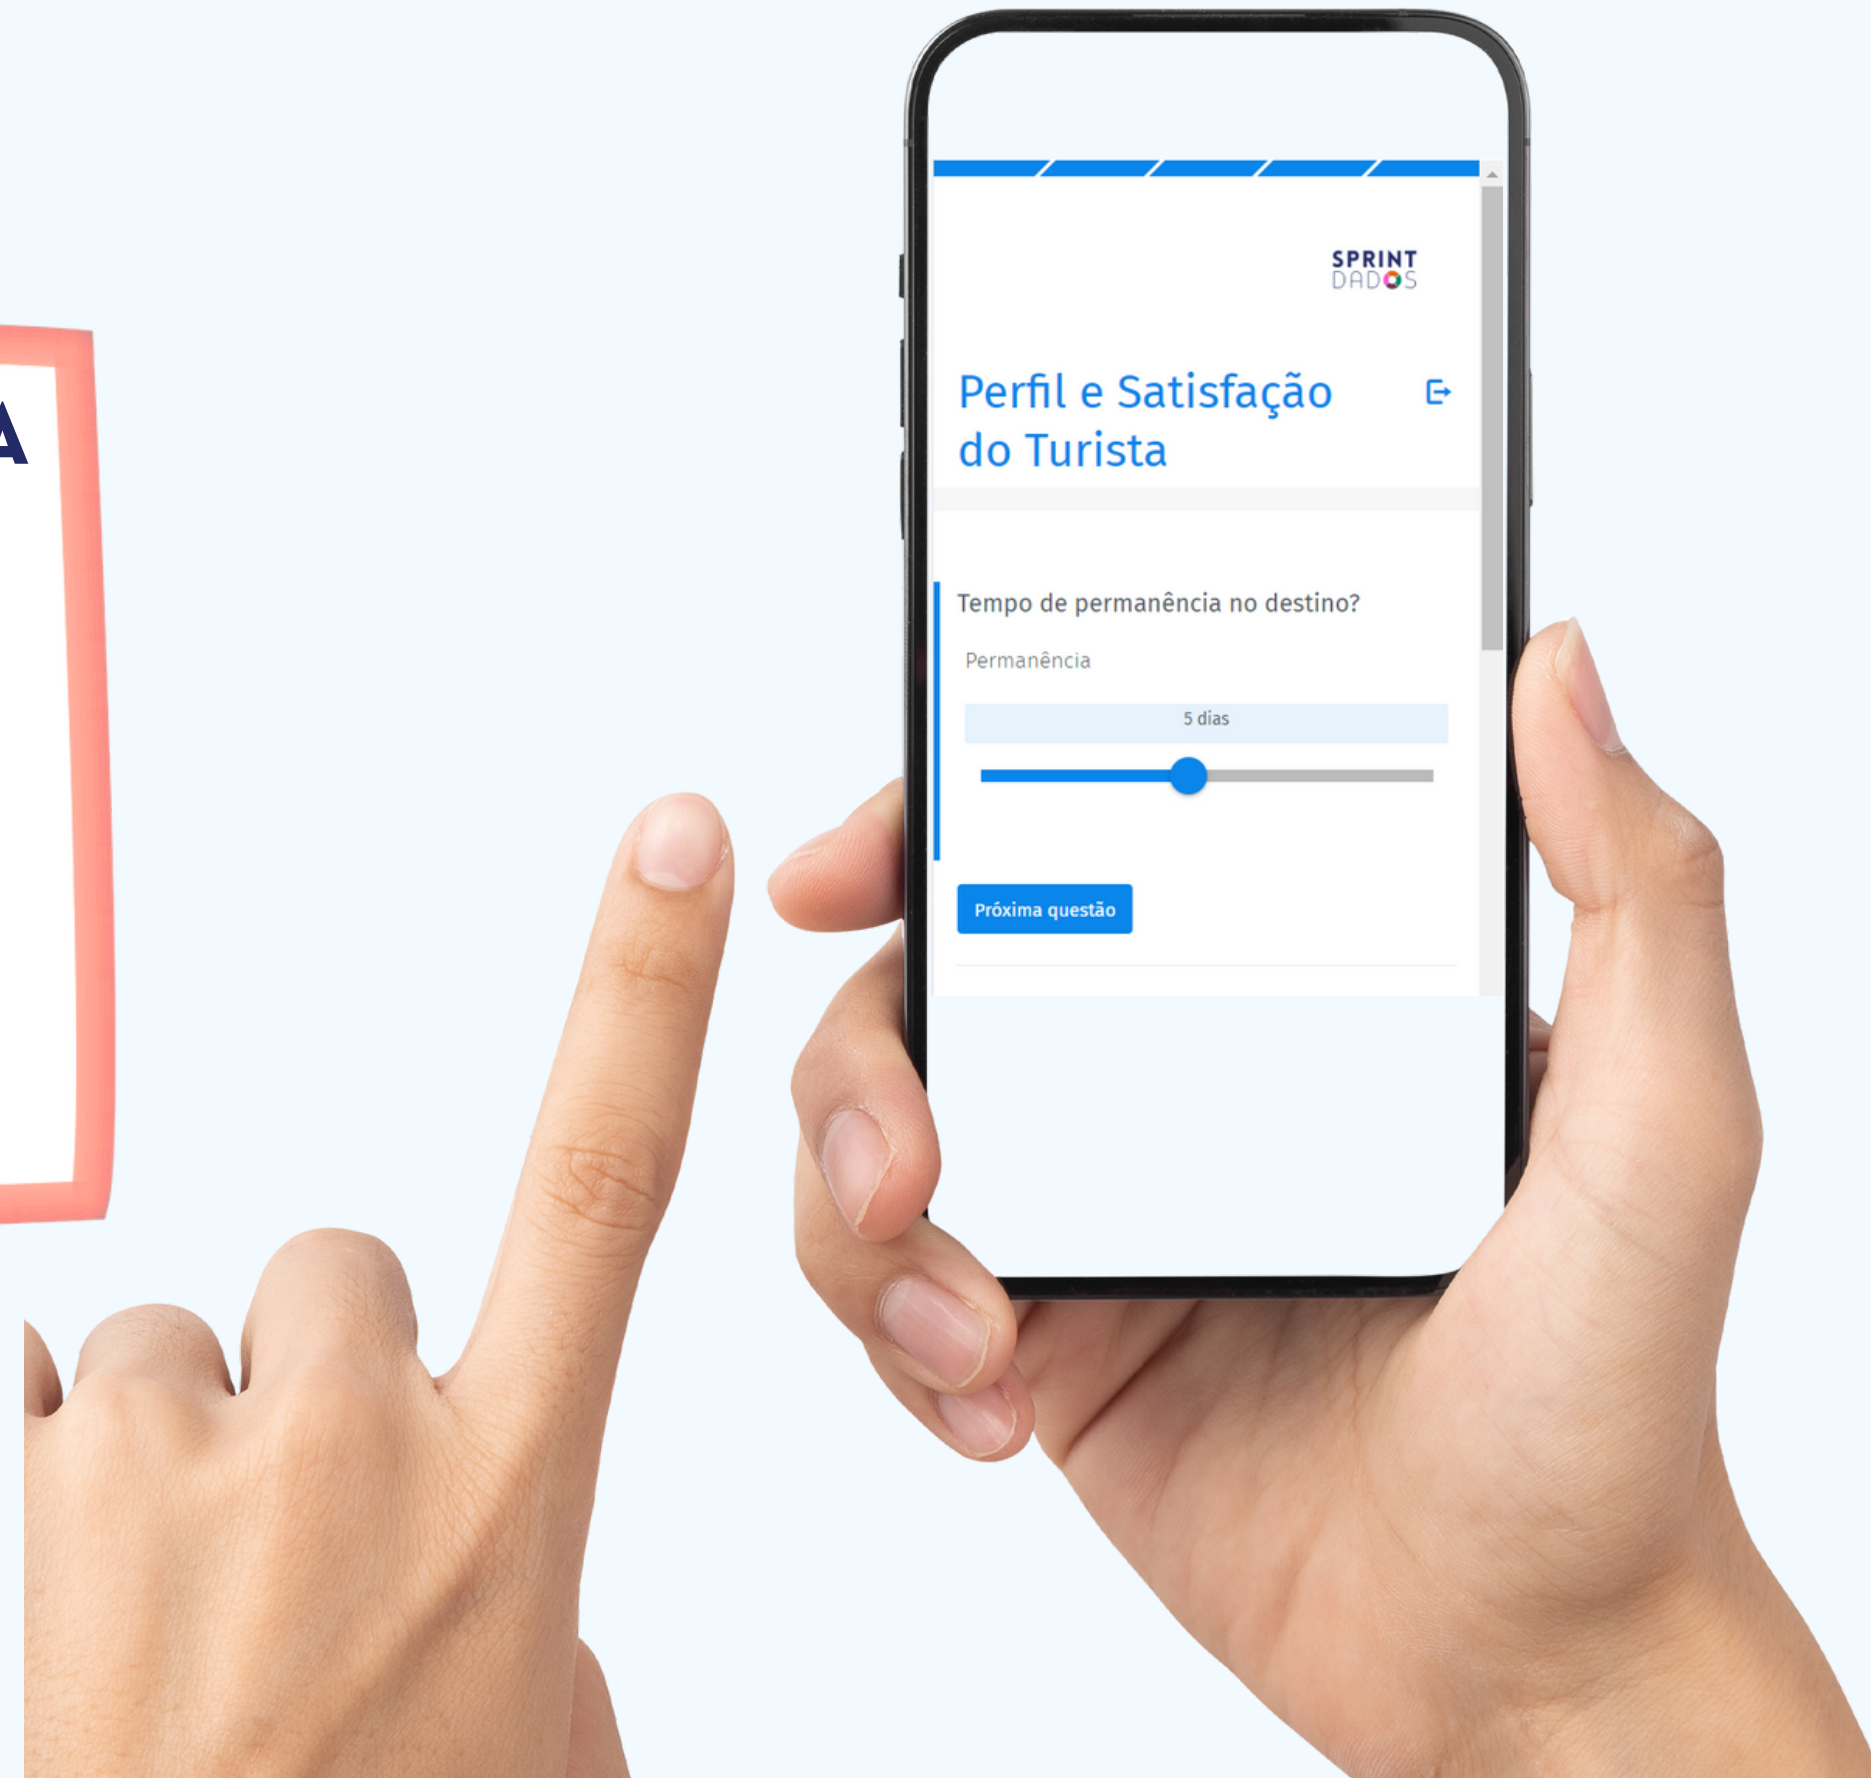 A
SPRINT
DADOS
Perfil e Satisfação
do Turista
Tempo de permanência no destino?
Permanência
5 dias
Próxima questão